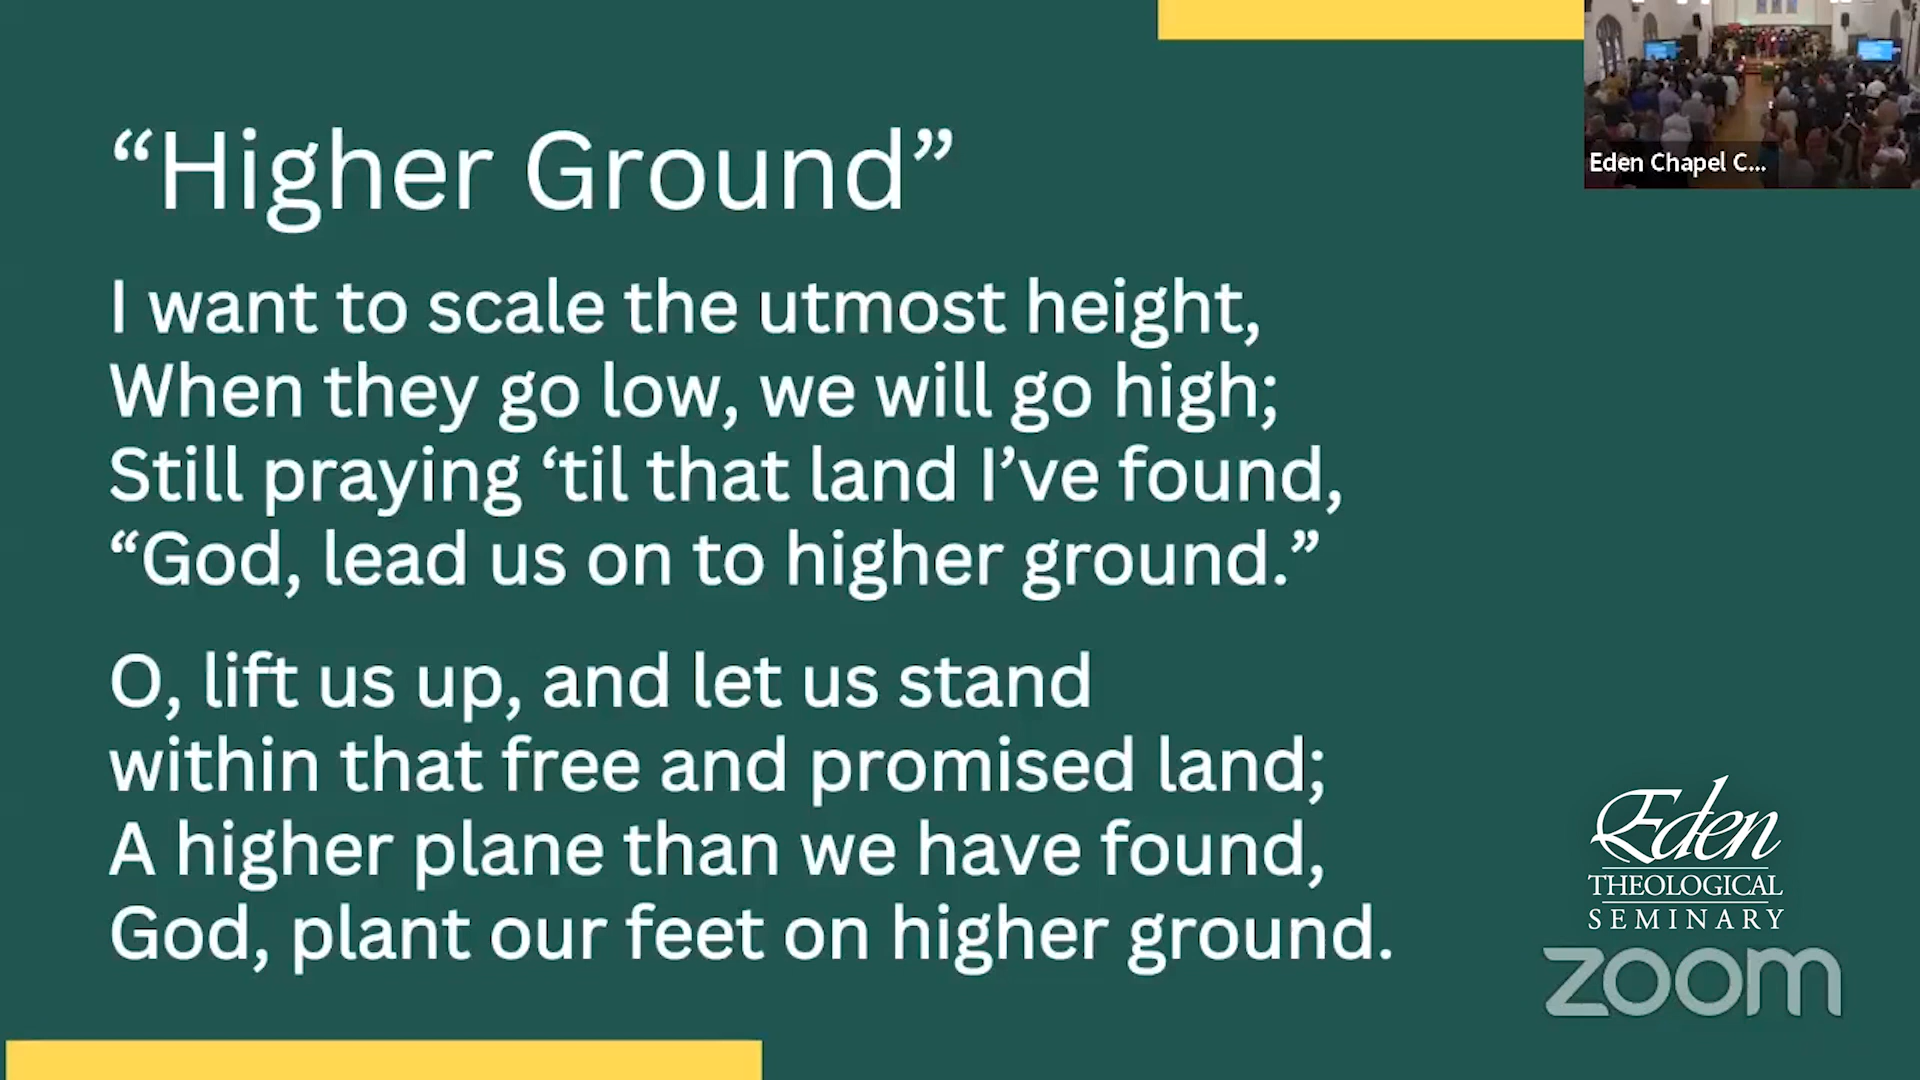 Eden Chapel C...
“Higher Ground”
I want to scale the utmost height,
When they go low, we will go high;
Still praying ‘til that land I’ve found,
“God, lead us on to higher ground.”
O, lift us up, and let us stand
within that free and promised land;
A higher plane than we have found,
God, plant our feet on higher ground.
Eden
THEOLOGICAL
SEMINARY
zoom